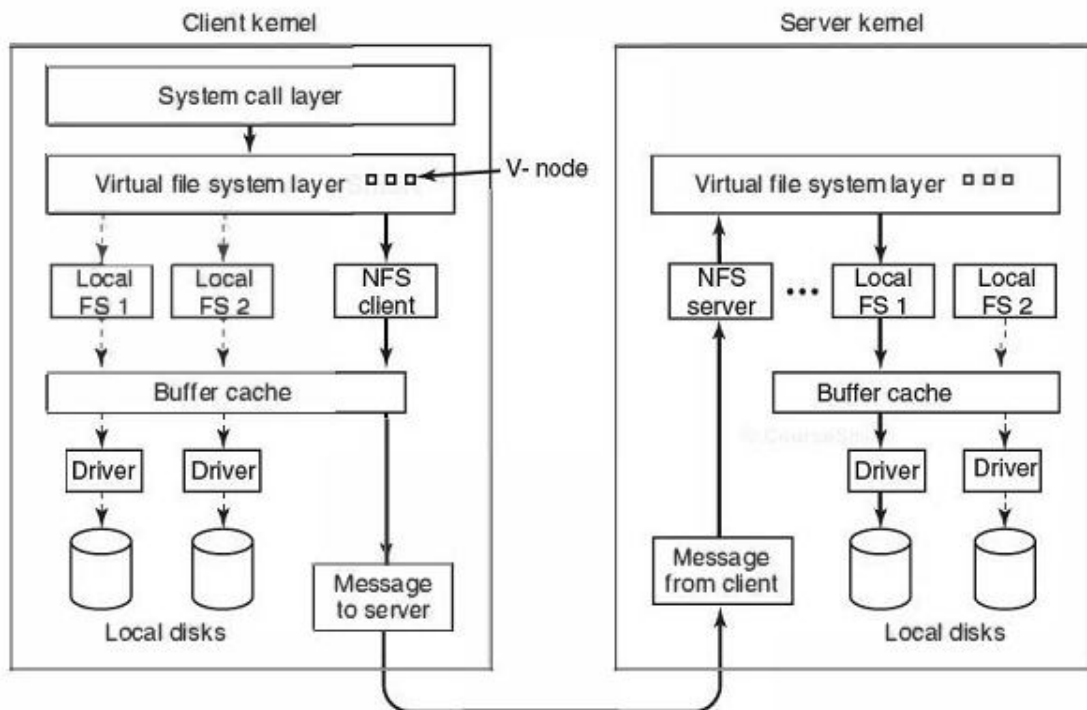 Client kernel
Server kernel
System call layer
Virtual file system layer
V- node
Virtual file system layer
Local
FS 1
Local
FS 2
NFS
client
NFS
server
Local
FS 1
Local
FS 2
Buffer cache
Buffer cache
Driver
Driver
Driver
Driver
Message
to server
Message
from client
Local disks
Local disks